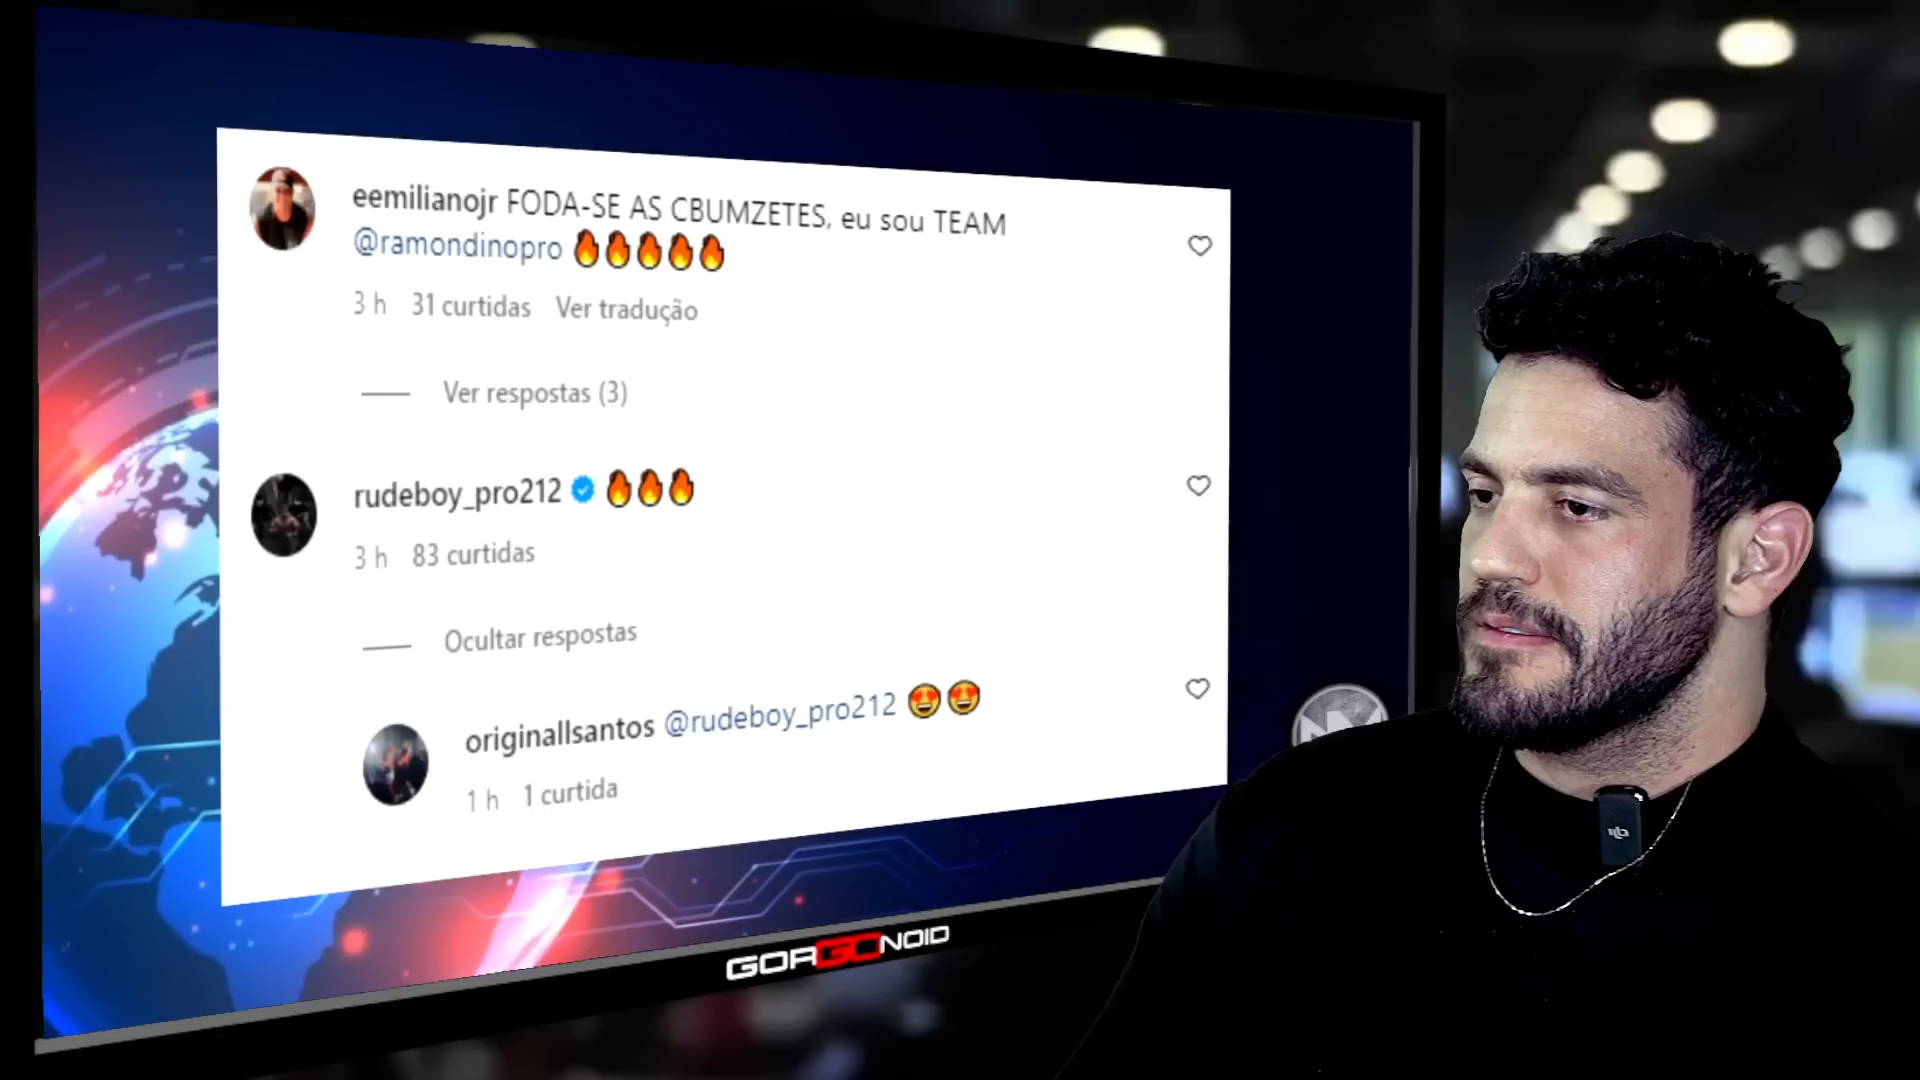 eemilianojr FODA-SE AS CBUMZETES, eu sou TEAM
@ramondinopro 🔥🔥🔥🔥🔥
3 h 31 curtidas Ver tradução
Ver respostas (3)
rudeboy_pro212 🔥🔥🔥
3 h 83 curtidas
Ocultar respostas
originallsantos @rudeboy_pro212 😍😍
1 h 1 curtida
GORGONOID